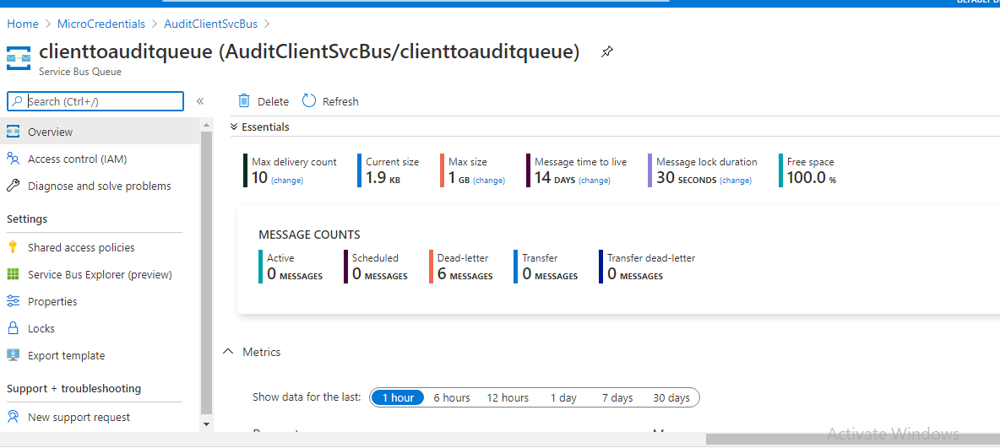 Home > MicroCredentials > AuditClientSvcBus >
clienttoauditqueue (AuditClientSvcBus/clienttoauditqueue)
Service Bus Queue
Search (Ctrl+/)
«
Delete
Refresh
Overview
Access control (IAM)
Diagnose and solve problems
Settings
Shared access policies
Service Bus Explorer (preview)
Properties
Locks
Export template
Support + troubleshooting
New support request
Essentials
Max delivery count
10 (change)
Current size
1.9 KB
Max size
1 GB (change)
Message time to live
14 DAYS (change)
Message lock duration
30 SECONDS (change)
Free space
100.0 %
MESSAGE COUNTS
Active
0 MESSAGES
Scheduled
0 MESSAGES
Dead-letter
6 MESSAGES
Transfer
0 MESSAGES
Transfer dead-letter
0 MESSAGES
Metrics
Show data for the last: 1 hour 6 hours 12 hours 1 day 7 days 30 days
Activate Windows